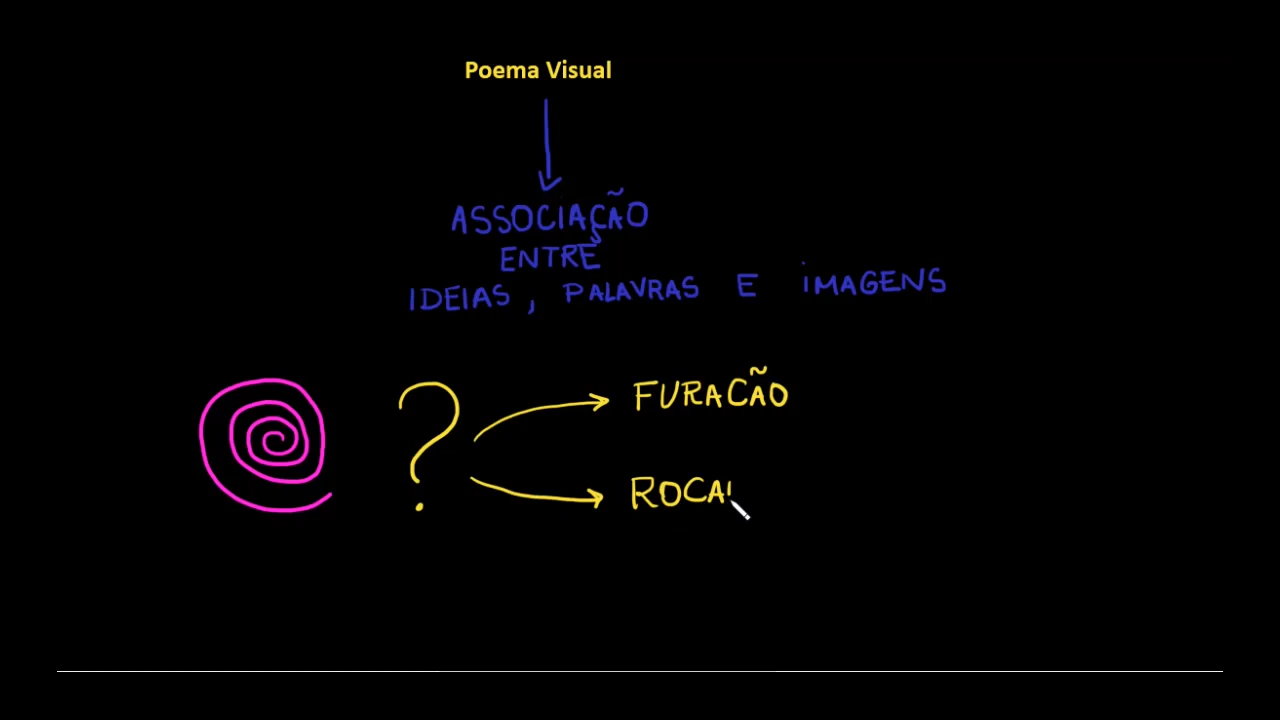 Poema Visual
ASSOCIAÇÃO
ENTRE
IDEIAS, PALAVRAS E IMAGENS
?
FURACÃO
ROCA